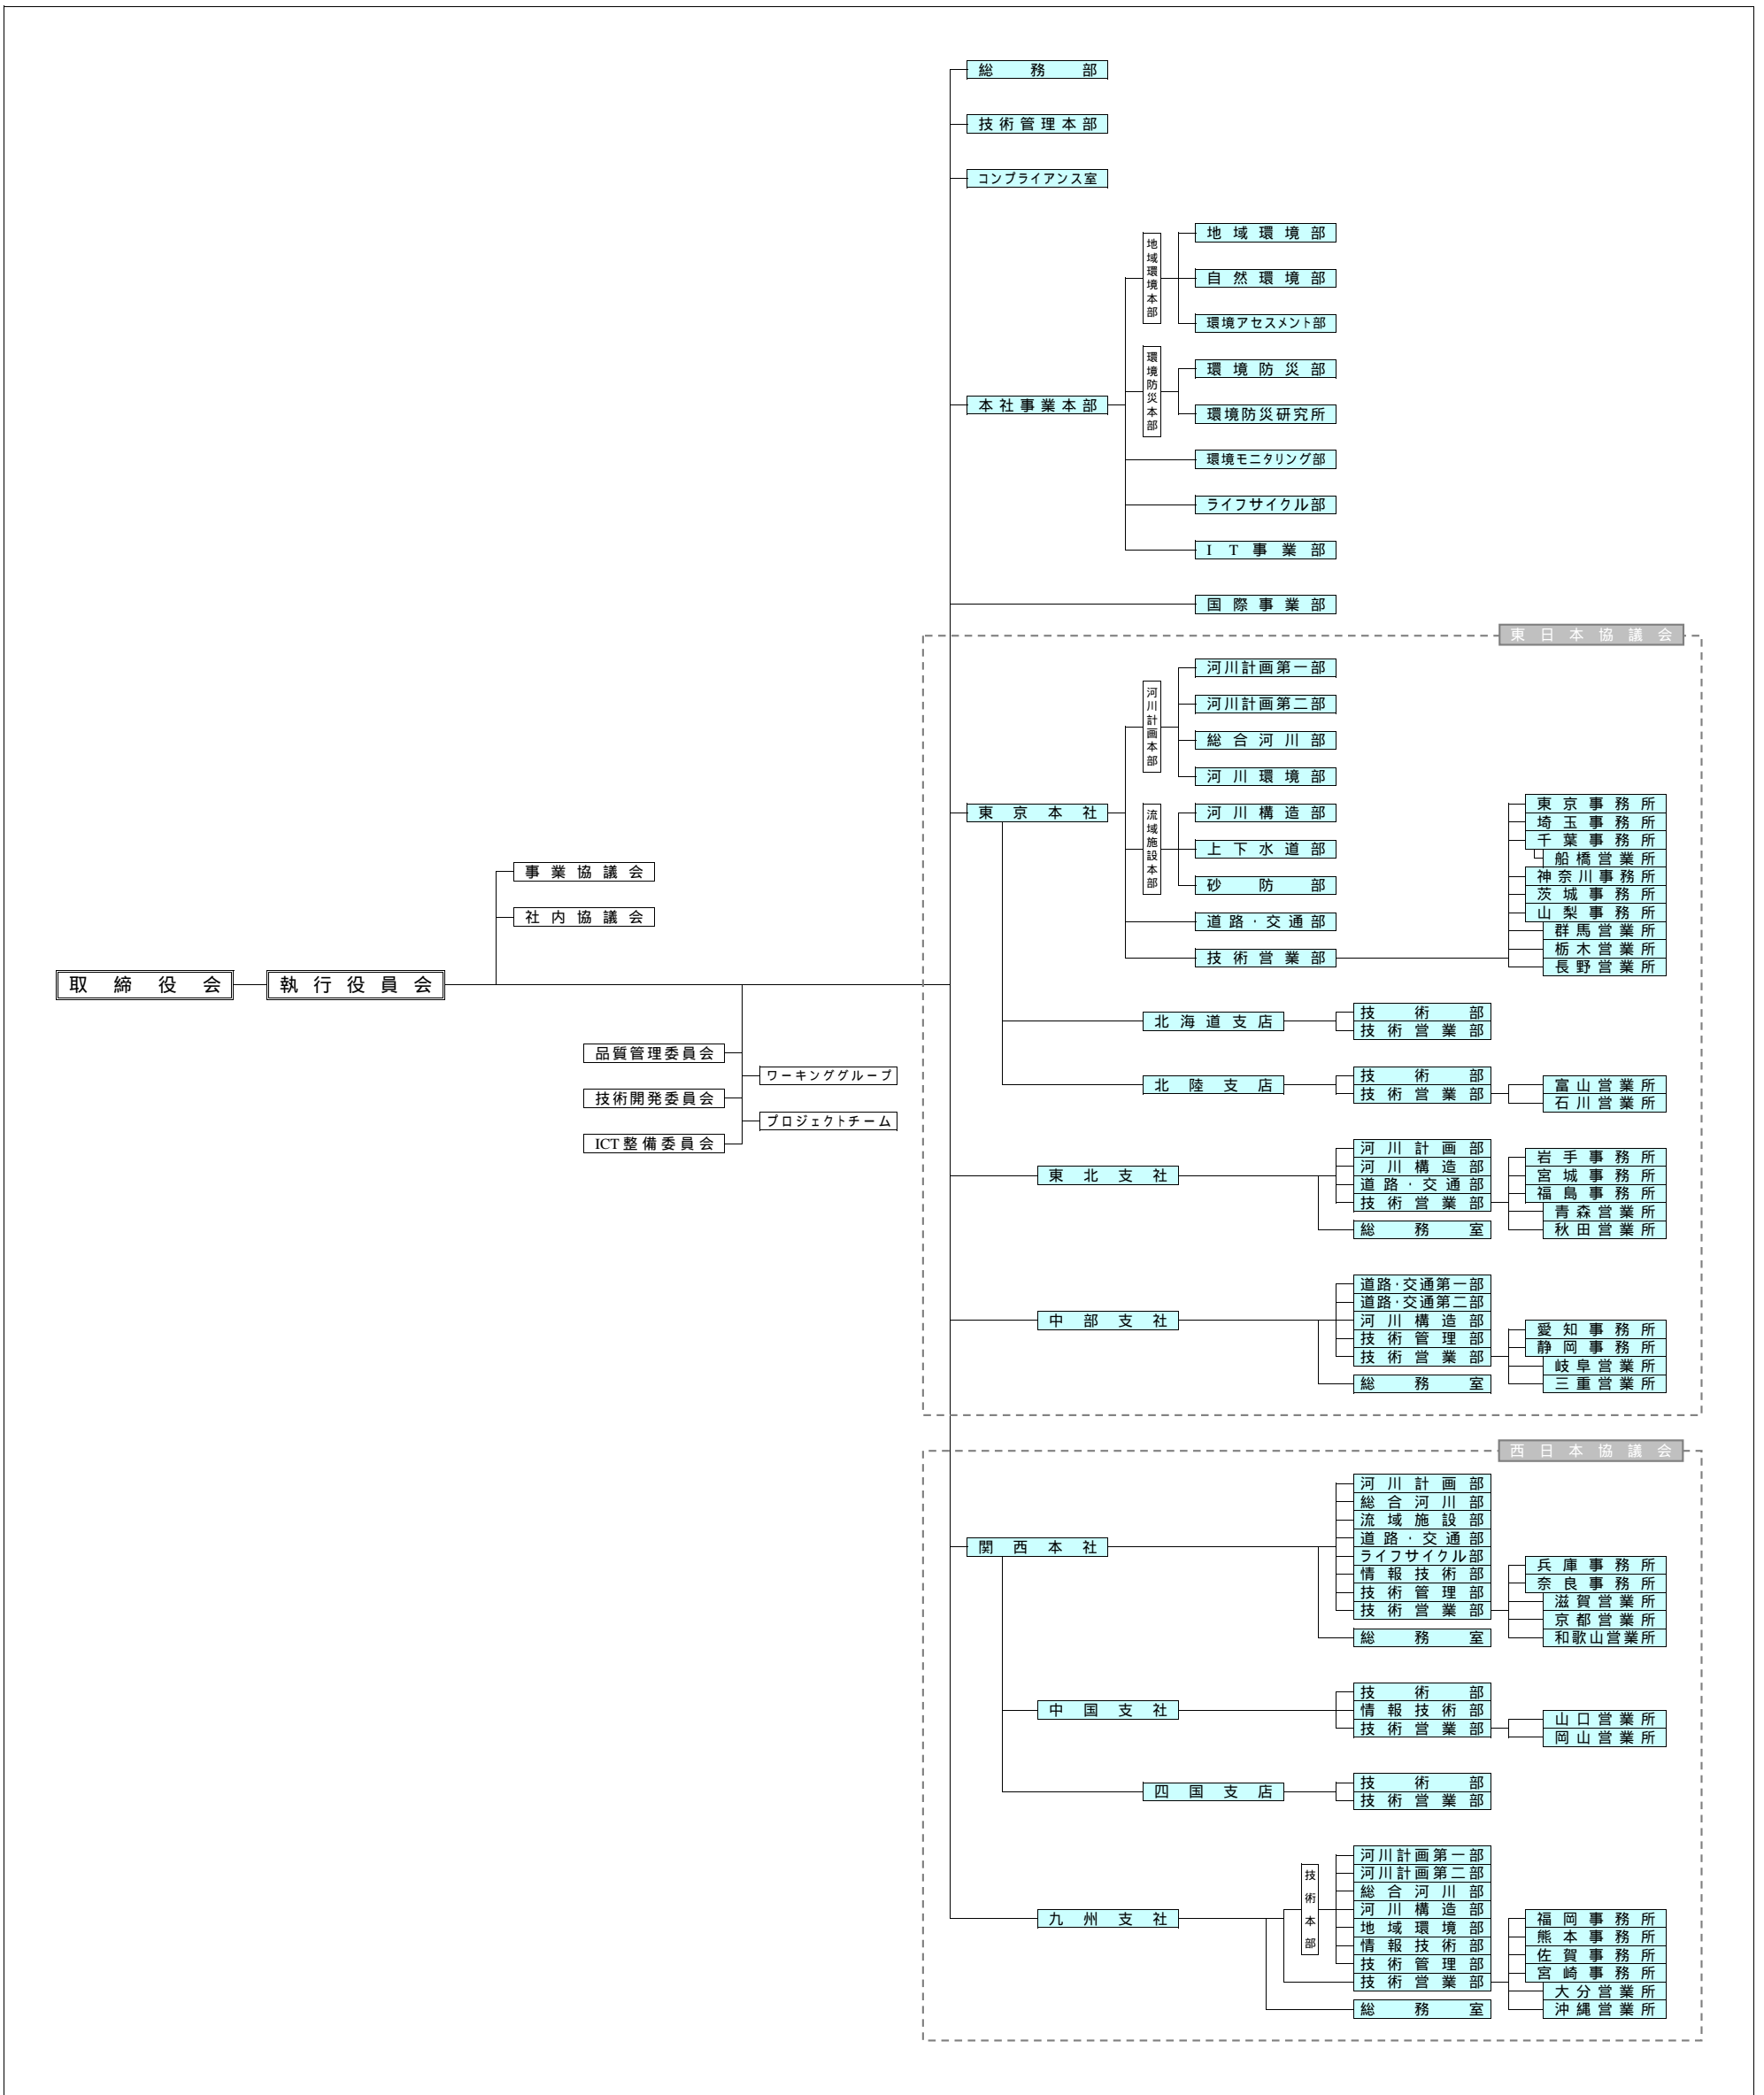 総務部
技術管理本部
コンプライアンス室
地域環境本部
地域環境部
自然環境部
環境アセスメント部
環境防災本部
環境防災部
本社事業本部
環境防災研究所
環境モニタリング部
ライフサイクル部
IT事業部
国際事業部
東日本協議会
河川計画本部
河川計画第一部
河川計画第二部
総合河川部
河川環境部
東京本社
流域施設本部
河川構造部
上下水道部
砂防部
道路・交通部
技術営業部
東京事務所
埼玉事務所
千葉事務所
船橋営業所
神奈川事務所
茨城事務所
山梨事務所
群馬営業所
栃木営業所
長野営業所
事業協議会
社内協議会
取締役会
執行役員会
品質管理委員会
ワーキンググループ
技術開発委員会
プロジェクトチーム
ICT整備委員会
北海道支店
技術部
技術営業部
北陸支店
技術部
技術営業部
富山営業所
石川営業所
東北支社
河川計画部
河川構造部
道路・交通部
技術営業部
総務室
岩手事務所
宮城事務所
福島事務所
青森営業所
秋田営業所
中部支社
道路・交通第一部
道路・交通第二部
河川構造部
技術管理部
技術営業部
総務室
愛知事務所
静岡事務所
岐阜営業所
三重営業所
西日本協議会
関西本社
河川計画部
総合河川部
流域施設部
道路・交通部
ライフサイクル部
情報技術部
技術管理部
技術営業部
総務室
兵庫事務所
奈良事務所
滋賀営業所
京都営業所
和歌山営業所
中国支社
技術部
情報技術部
技術営業部
山口営業所
岡山営業所
四国支店
技術部
技術営業部
九州支社
技術本部
河川計画第一部
河川計画第二部
総合河川部
河川構造部
地域環境部
情報技術部
技術管理部
技術営業部
総務室
福岡事務所
熊本事務所
佐賀事務所
宮崎事務所
大分営業所
沖縄営業所